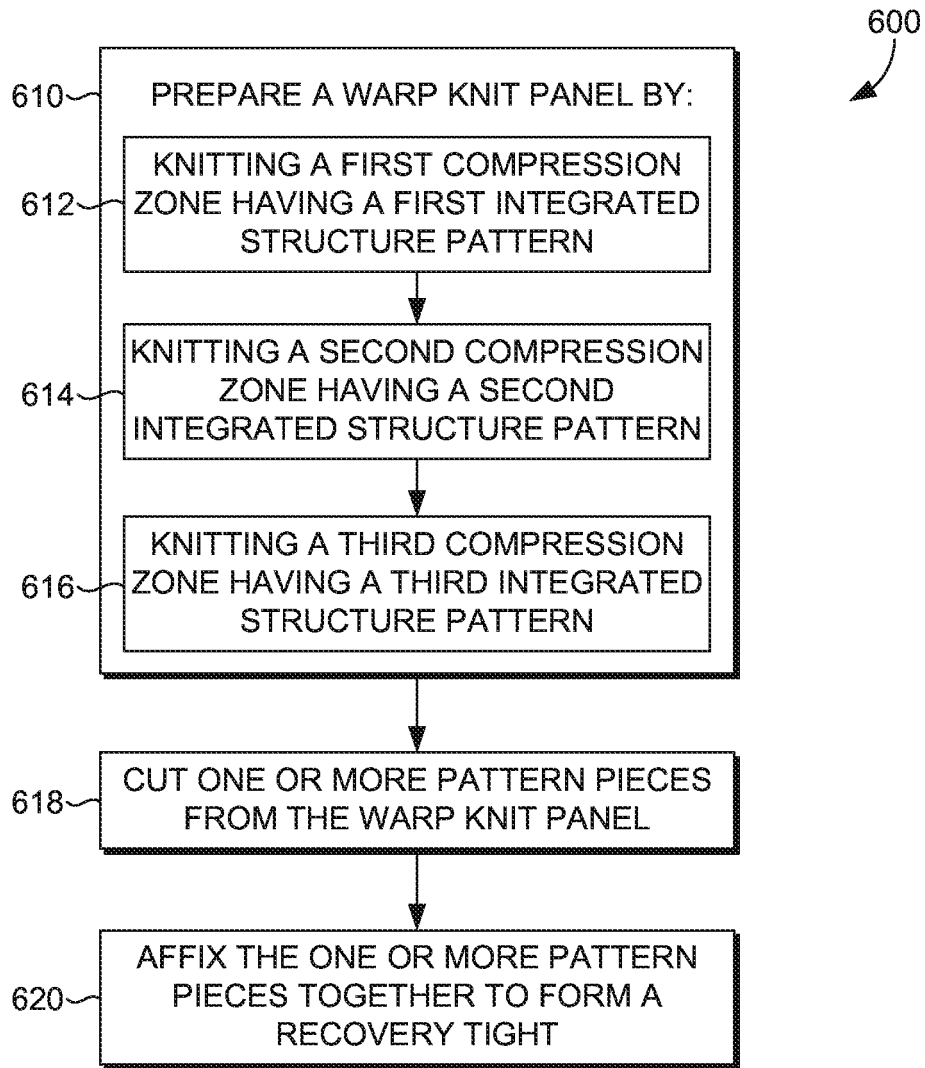 600
610
PREPARE A WARP KNIT PANEL BY:
612
KNITTING A FIRST COMPRESSION
ZONE HAVING A FIRST INTEGRATED
STRUCTURE PATTERN
614
KNITTING A SECOND COMPRESSION
ZONE HAVING A SECOND
INTEGRATED STRUCTURE PATTERN
616
KNITTING A THIRD COMPRESSION
ZONE HAVING A THIRD INTEGRATED
STRUCTURE PATTERN
618
CUT ONE OR MORE PATTERN PIECES
FROM THE WARP KNIT PANEL
620
AFFIX THE ONE OR MORE PATTERN
PIECES TOGETHER TO FORM A
RECOVERY TIGHT